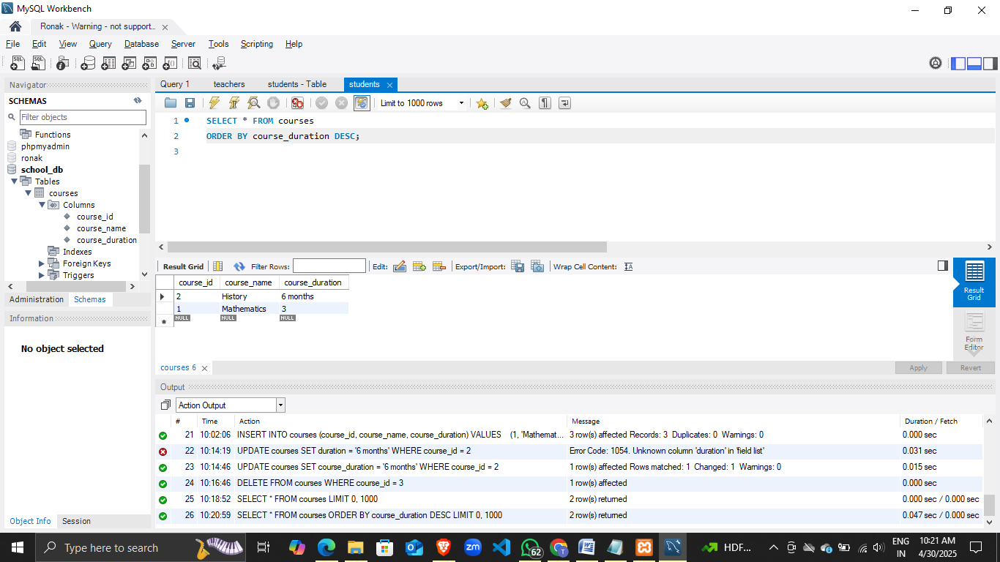 MySQL Workbench
Ronak - Warning - not support...
File Edit View Query Database Server Tools Scripting Help
Navigator
SCHEMAS
Filter objects
Functions
phpmyadmin
ronak
school_db
Tables
courses
Columns
course_id
course_name
course_duration
Indexes
Foreign Keys
Triggers
Administration Schemas
Information
No object selected
Object Info Session
Query 1 teachers students - Table students
Limit to 1000 rows
1 SELECT * FROM courses
2 ORDER BY course_duration DESC;
3
Result Grid Filter Rows: Edit: Export/Import: Wrap Cell Content:
course_id course_name course_duration
2 History 6 months
1 Mathematics 3
NULL NULL NULL
Result
Grid
Form
Editor
courses 6
Apply Revert
Output
Action Output
# Time Action Message Duration / Fetch
21 10:02:06 INSERT INTO courses (course_id, course_name, course_duration) VALUES (1, 'Mathemat... 3 row(s) affected Records: 3 Duplicates: 0 Warnings: 0 0.000 sec
22 10:14:19 UPDATE courses SET duration = '6 months' WHERE course_id = 2 Error Code: 1054. Unknown column 'duration' in 'field list' 0.031 sec
23 10:14:46 UPDATE courses SET course_duration = '6 months' WHERE course_id = 2 1 row(s) affected Rows matched: 1 Changed: 1 Warnings: 0 0.015 sec
24 10:16:46 DELETE FROM courses WHERE course_id = 3 1 row(s) affected 0.000 sec
25 10:18:52 SELECT * FROM courses LIMIT 0, 1000 2 row(s) returned 0.000 sec / 0.000 sec
26 10:20:59 SELECT * FROM courses ORDER BY course_duration DESC LIMIT 0, 1000 2 row(s) returned 0.047 sec / 0.000 sec
Type here to search
zm
62
T
HDF...
ENG
IN
10:21 AM
4/30/2025